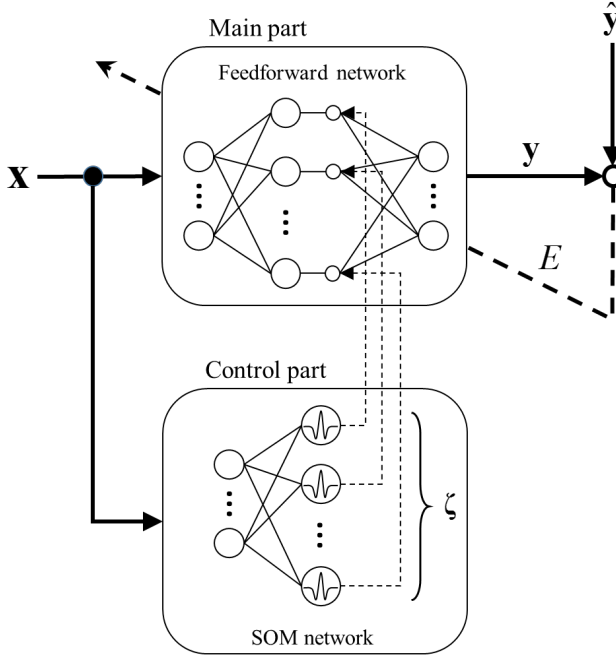 Main part
ŷ
Feedforward network
x
y
E
Control part
ζ
SOM network